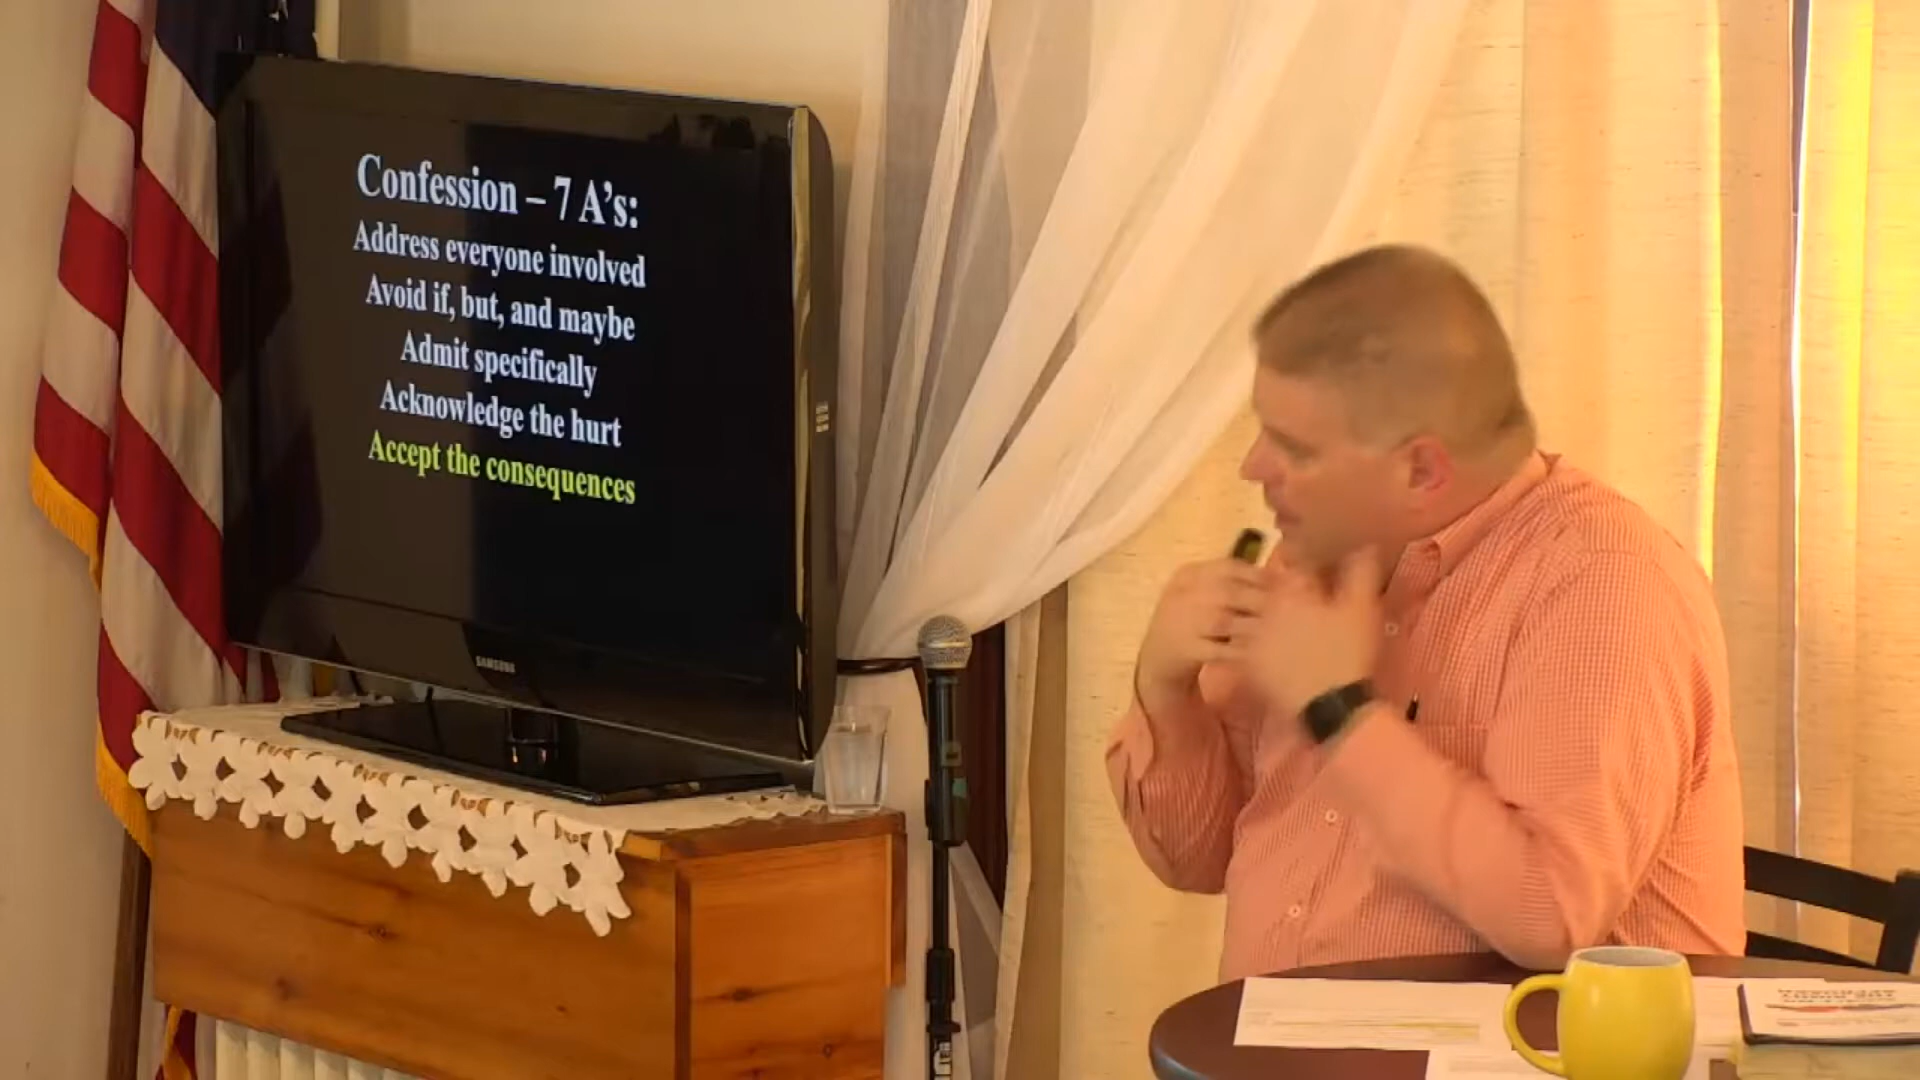 Confession – 7 A's:
Address everyone involved
Avoid if, but, and maybe
Admit specifically
Acknowledge the hurt
Accept the consequences
SAMSUNG